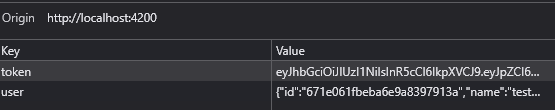 Origin http://localhost:4200
Key Value
token eyJhbGciOiJIUzI1NiIsInR5cCI6IkpXVCJ9.eyJpZCI6...
user {"id":"671e061fbeba6e9a8397913a","name":"test...